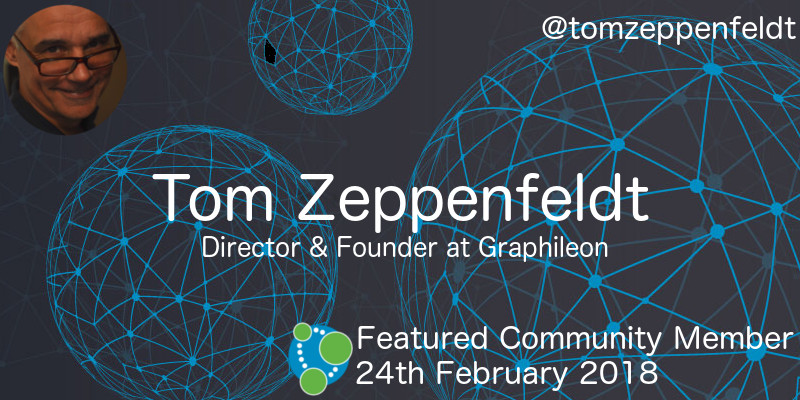 @tomzeppenfeldt
Tom Zeppenfeldt
Director & Founder at Graphileon
Featured Community Member
24th February 2018